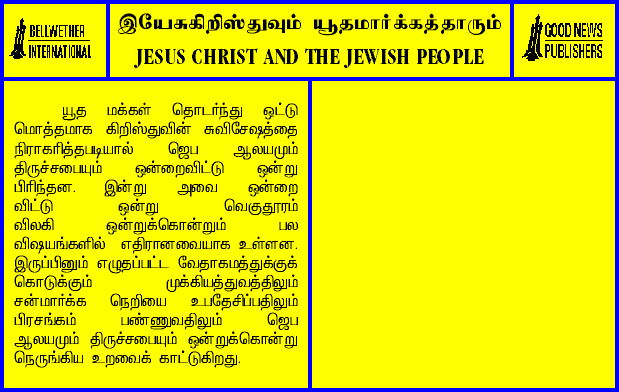 BELLWETHER
INTERNATIONAL
இயேசுகிறிஸ்துவும் யூதமார்க்கத்தாரும்
JESUS CHRIST AND THE JEWISH PEOPLE
GOOD NEWS
PUBLISHERS
யூத மக்கள் தொடர்ந்து ஒட்டு
மொத்தமாக கிறிஸ்துவின் சுவிசேஷத்தை
நிராகரித்தபடியால் ஜெப ஆலயமும்
திருச்சபையும் ஒன்றைவிட்டு ஒன்று
பிரிந்தன. இன்று அவை ஒன்றை
விட்டு ஒன்று வெகுதூரம்
விலகி ஒன்றுக்கொன்றும் பல
விஷயங்களில் எதிரானவையாக உள்ளன.
இருப்பினும் எழுதப்பட்ட வேதாகமத்துக்குக்
கொடுக்கும் முக்கியத்துவத்திலும்
சன்மார்க்க நெறியை உபதேசிப்பதிலும்
பிரசங்கம் பண்ணுவதிலும் ஜெப
ஆலயமும் திருச்சபையும் ஒன்றுக்கொன்று
நெருங்கிய உறவைக் காட்டுகிறது.